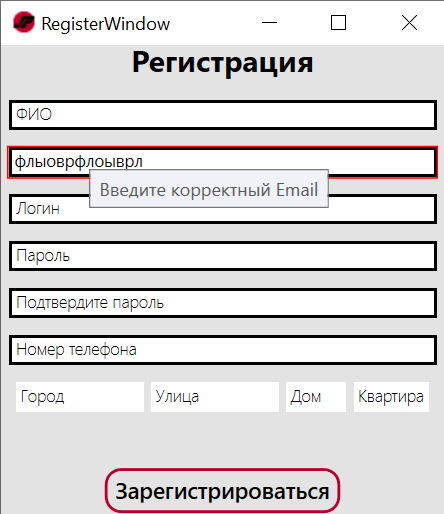 RegisterWindow
Регистрация
ФИО
флыоврфлоыврл
Введите корректный Email
Логин
Пароль
Подтвердите пароль
Номер телефона
Город Улица Дом Квартира
Зарегистрироваться